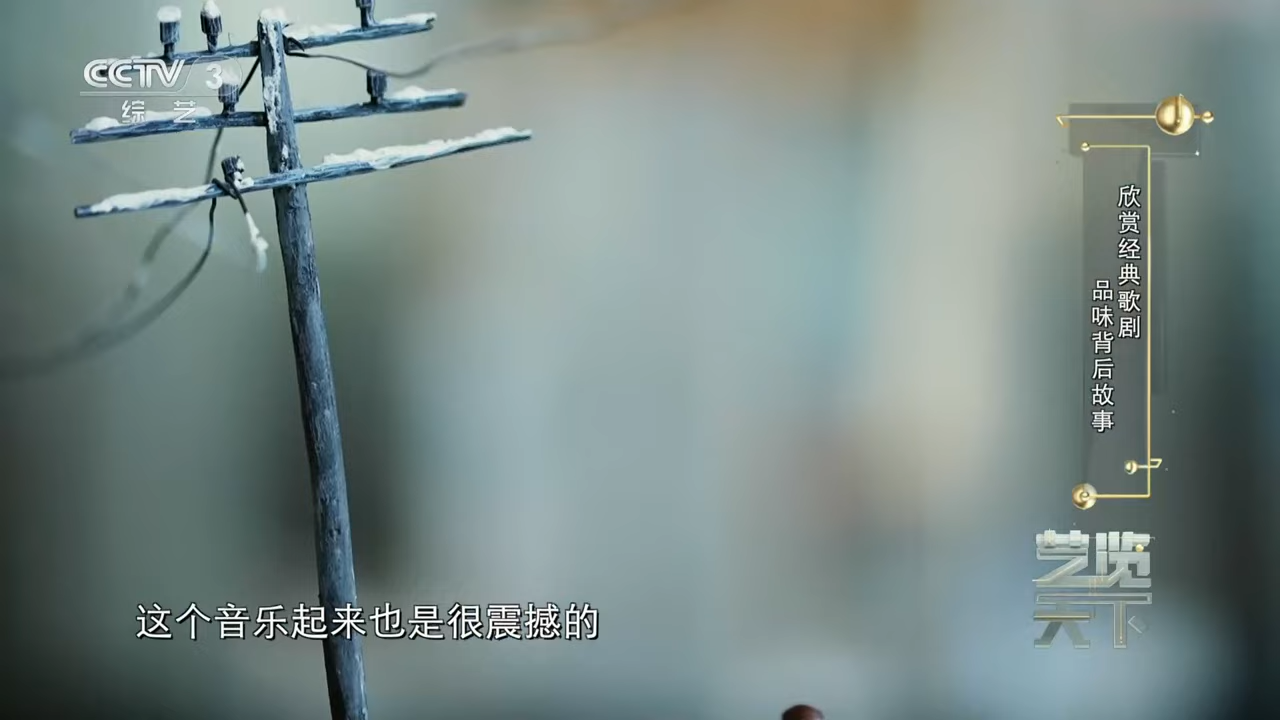 CCTV 3
综艺
欣赏经典歌剧
品味背后故事
艺览
天下
这个音乐起来也是很震撼的